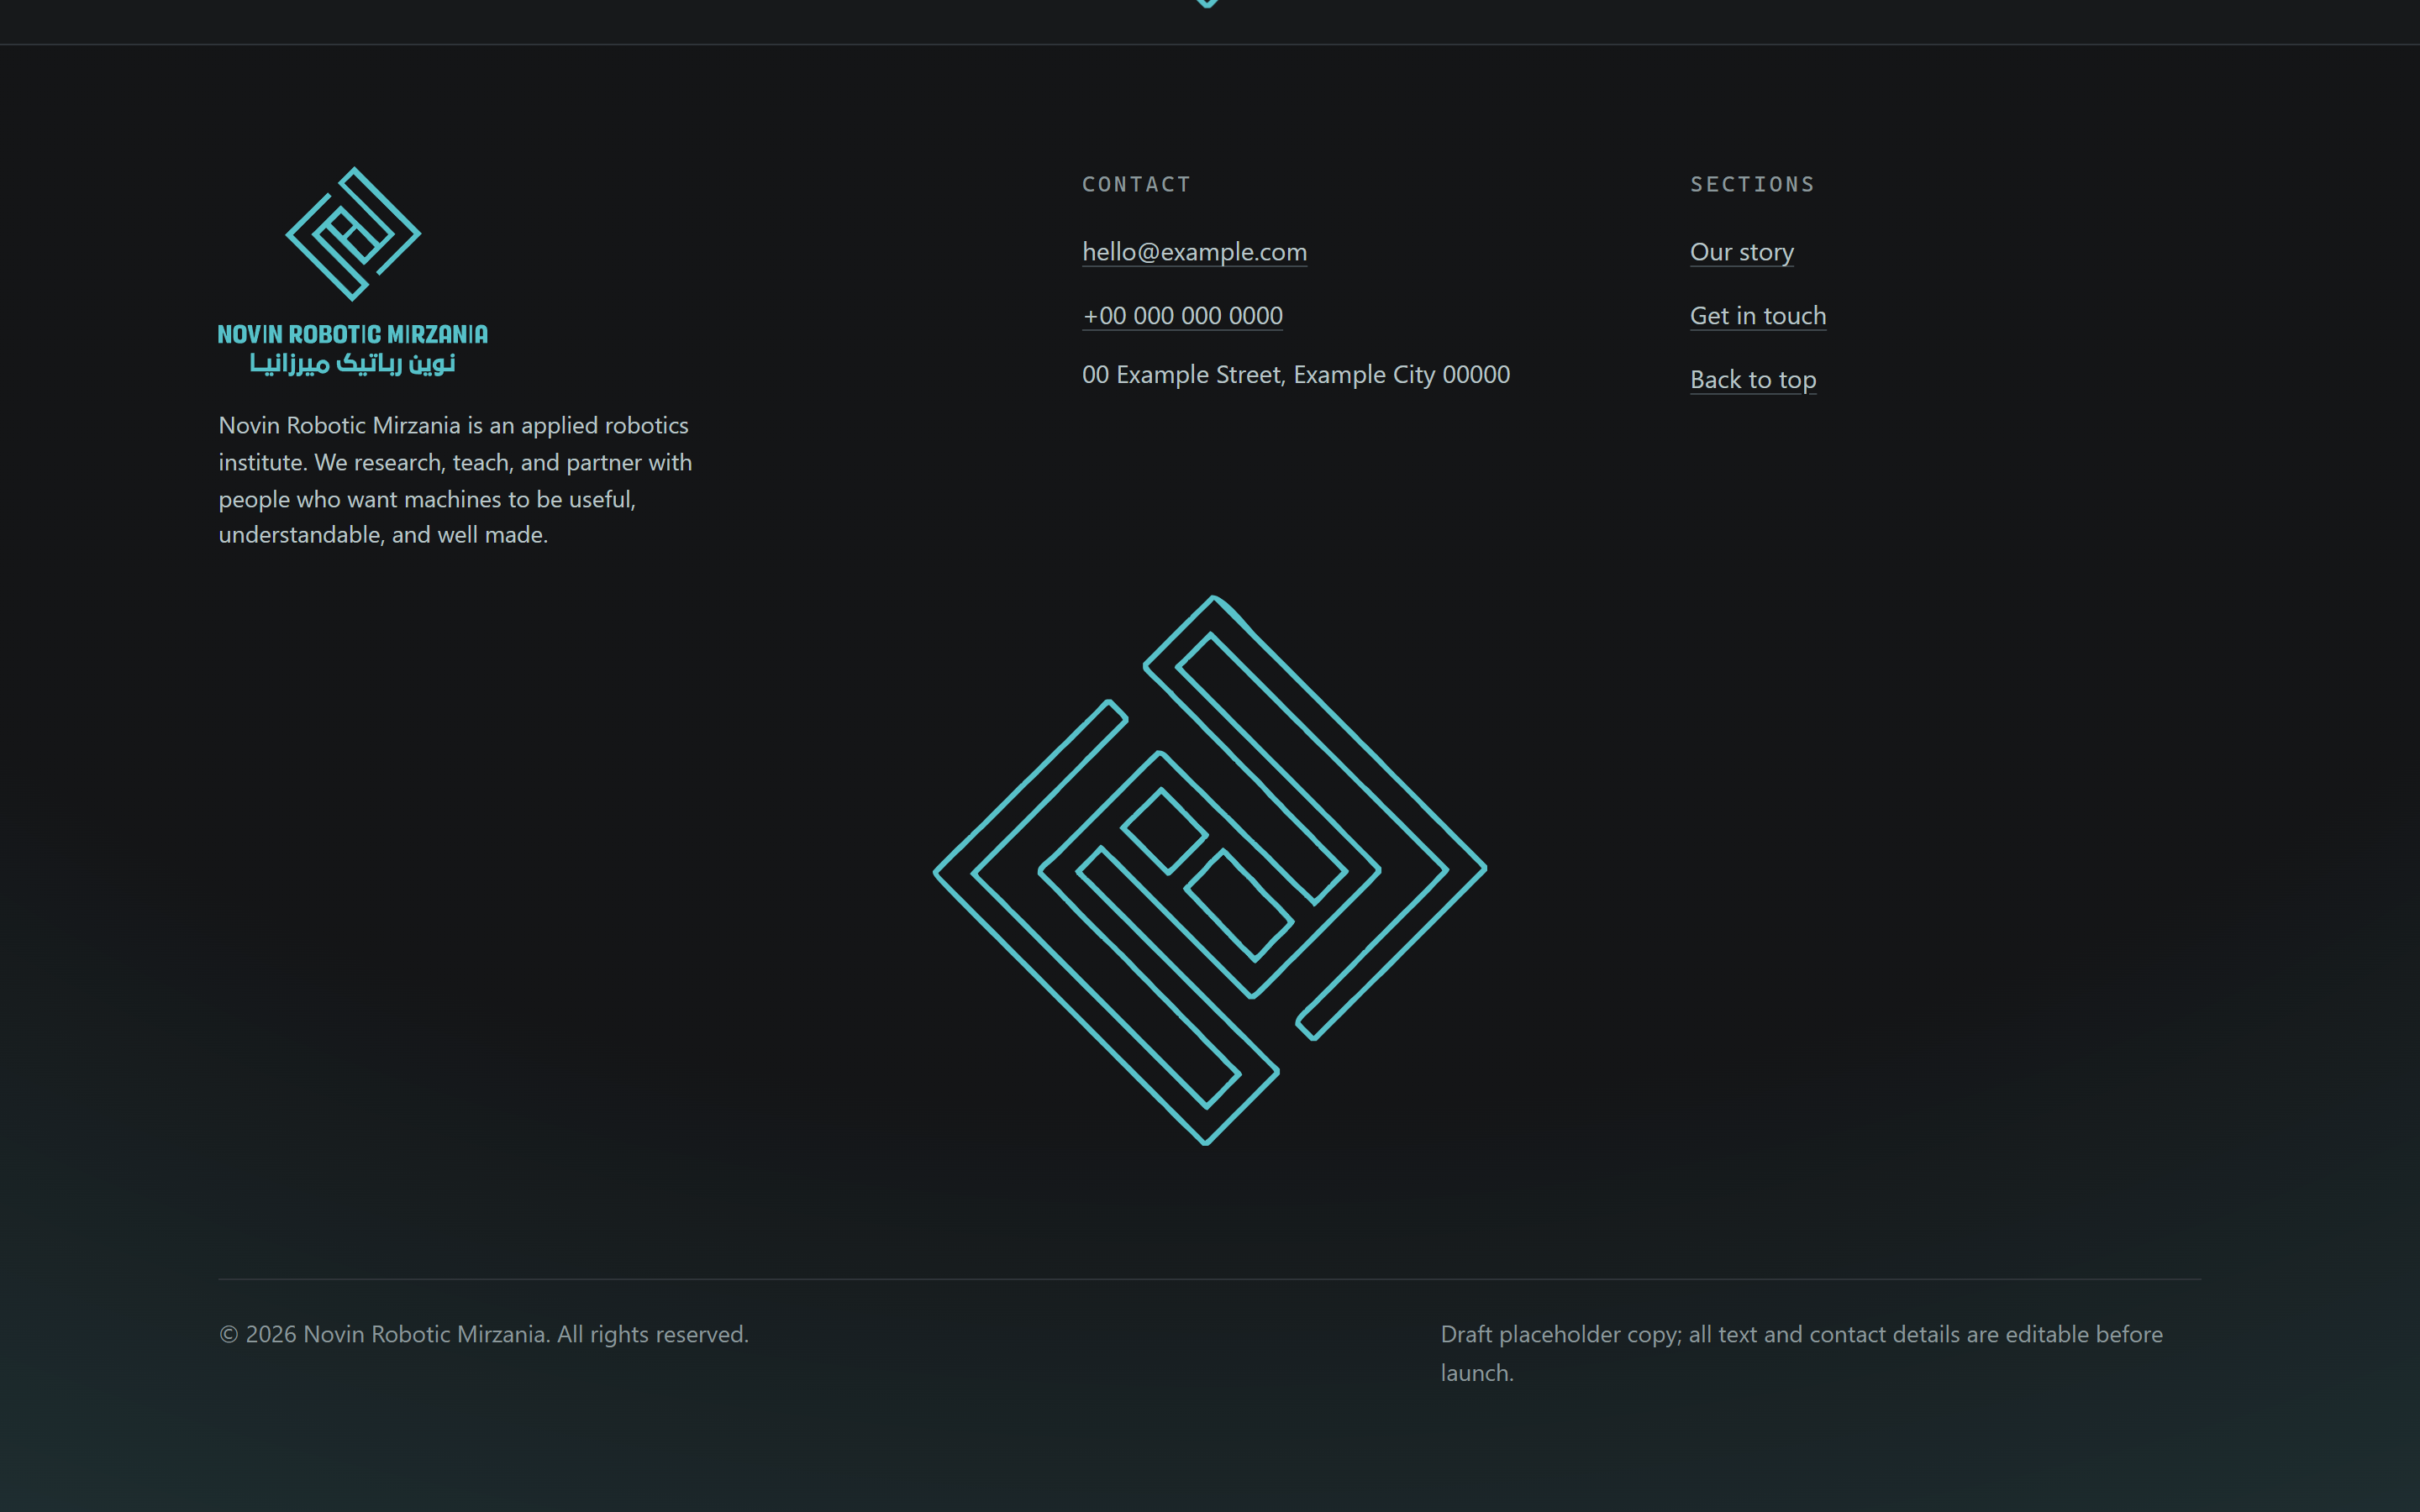 NOVIN ROBOTIC MIRZANIA
نوین رباتیک میرزانیا
Novin Robotic Mirzania is an applied robotics
institute. We research, teach, and partner with
people who want machines to be useful,
understandable, and well made.
CONTACT
hello@example.com
+00 000 000 0000
00 Example Street, Example City 00000
SECTIONS
Our story
Get in touch
Back to top
© 2026 Novin Robotic Mirzania. All rights reserved.
Draft placeholder copy; all text and contact details are editable before
launch.